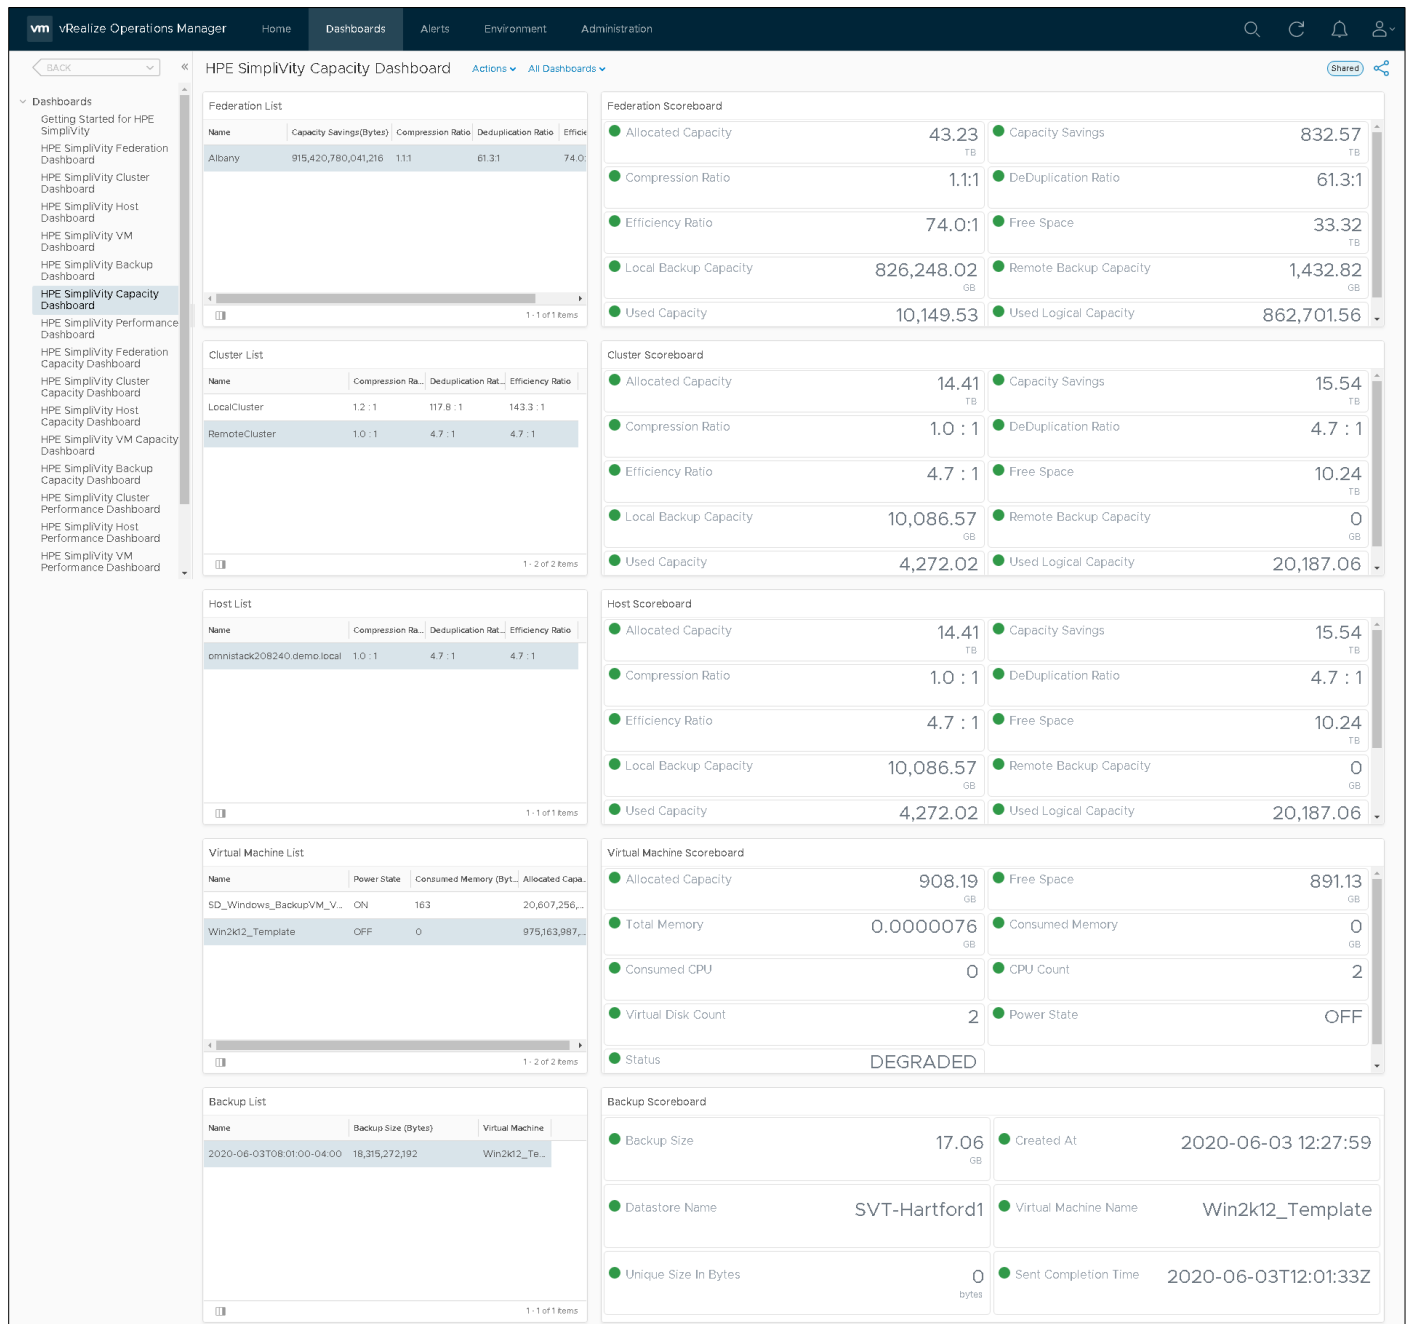 vm vRealize Operations Manager Home Dashboards Alerts Environment Administration
BACK
HPE SimpliVity Capacity Dashboard Actions All Dashboards Shared
Dashboards
Getting Started for HPE
SimpliVity
HPE SimpliVity Federation
Dashboard
HPE SimpliVity Cluster
Dashboard
HPE SimpliVity Host
Dashboard
HPE SimpliVity VM
Dashboard
HPE SimpliVity Backup
Dashboard
HPE SimpliVity Capacity
Dashboard
HPE SimpliVity Performance
Dashboard
HPE SimpliVity Federation
Capacity Dashboard
HPE SimpliVity Cluster
Capacity Dashboard
HPE SimpliVity Host
Capacity Dashboard
HPE SimpliVity VM Capacity
Dashboard
HPE SimpliVity Backup
Capacity Dashboard
HPE SimpliVity Cluster
Performance Dashboard
HPE SimpliVity Host
Performance Dashboard
HPE SimpliVity VM
Performance Dashboard
Federation List
Name Capacity Savings(Bytes) Compression Ratio Deduplication Ratio Efficie
Albany 915,420,780,041,216 1.1:1 61.3:1 74.0:
1 - 1 of 1 items
Federation Scoreboard
Allocated Capacity 43.23 TB Capacity Savings 832.57 TB
Compression Ratio 1.1:1 DeDuplication Ratio 61.3:1
Efficiency Ratio 74.0:1 Free Space 33.32 TB
Local Backup Capacity 826,248.02 GB Remote Backup Capacity 1,432.82 GB
Used Capacity 10,149.53 Used Logical Capacity 862,701.56
Cluster List
Name Compression Ra... Deduplication Rat... Efficiency Ratio
LocalCluster 1.2 : 1 117.8 : 1 143.3 : 1
RemoteCluster 1.0 : 1 4.7 : 1 4.7 : 1
1 - 2 of 2 items
Cluster Scoreboard
Allocated Capacity 14.41 TB Capacity Savings 15.54 TB
Compression Ratio 1.0 : 1 DeDuplication Ratio 4.7 : 1
Efficiency Ratio 4.7 : 1 Free Space 10.24 TB
Local Backup Capacity 10,086.57 GB Remote Backup Capacity 0 GB
Used Capacity 4,272.02 Used Logical Capacity 20,187.06
Host List
Name Compression Ra... Deduplication Rat... Efficiency Ratio
omnistack208240.demo.local 1.0 : 1 4.7 : 1 4.7 : 1
1 - 1 of 1 items
Host Scoreboard
Allocated Capacity 14.41 TB Capacity Savings 15.54 TB
Compression Ratio 1.0 : 1 DeDuplication Ratio 4.7 : 1
Efficiency Ratio 4.7 : 1 Free Space 10.24 TB
Local Backup Capacity 10,086.57 GB Remote Backup Capacity 0 GB
Used Capacity 4,272.02 Used Logical Capacity 20,187.06
Virtual Machine List
Name Power State Consumed Memory (Byt... Allocated Capa...
SD_Windows_BackupVM_V... ON 163 20,607,256,...
Win2k12_Template OFF 0 975,163,987,...
1 - 2 of 2 items
Virtual Machine Scoreboard
Allocated Capacity 908.19 GB Free Space 891.13 GB
Total Memory 0.0000076 GB Consumed Memory 0 GB
Consumed CPU 0 CPU Count 2
Virtual Disk Count 2 Power State OFF
Status DEGRADED
Backup List
Name Backup Size (Bytes) Virtual Machine
2020-06-03T08:01:00-04:00 18,315,272,192 Win2k12_Te...
1 - 1 of 1 items
Backup Scoreboard
Backup Size 17.06 GB Created At 2020-06-03 12:27:59
Datastore Name SVT-Hartford1 Virtual Machine Name Win2k12_Template
Unique Size In Bytes 0 bytes Sent Completion Time 2020-06-03T12:01:33Z